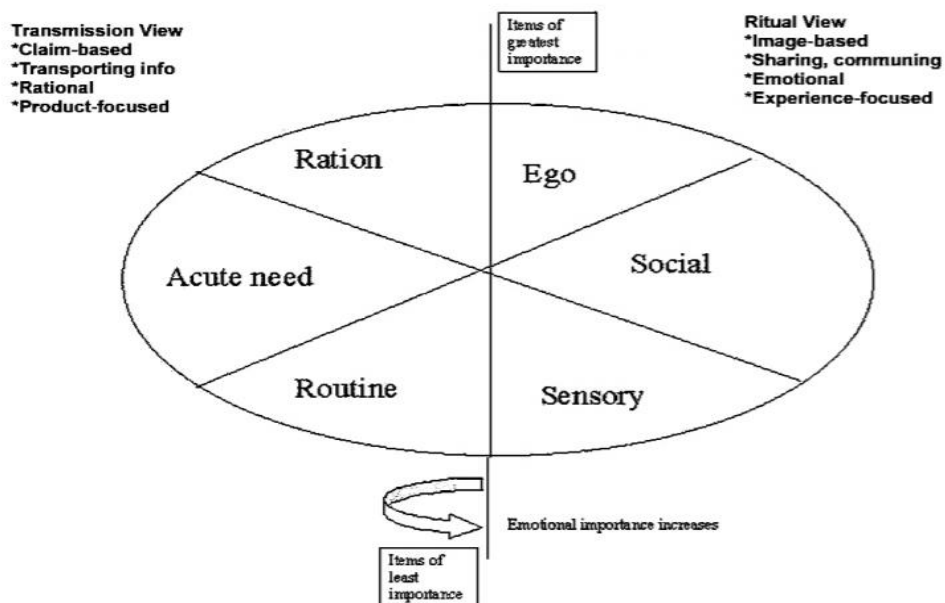 Transmission View
*Claim-based
*Transporting info
*Rational
*Product-focused
Items of
greatest
importance
Ritual View
*Image-based
*Sharing, communing
*Emotional
*Experience-focused
Ration
Ego
Acute need
Social
Routine
Sensory
Emotional importance increases
Items of
least
importance